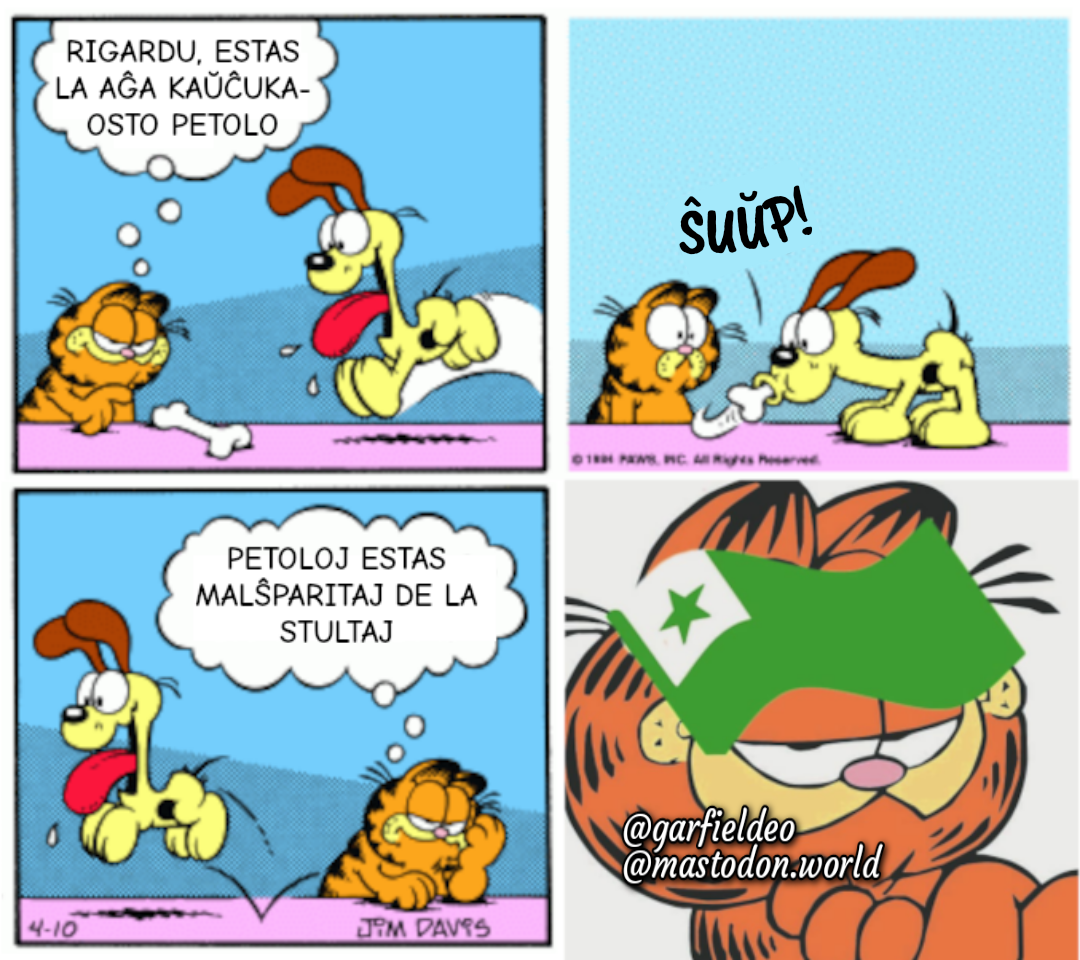 RIGARDU, ESTAS
LA AĜA KAŬĈUKA-
OSTO PETOLO
ŜUŬP!
© 1994 PAWS, INC. All Rights Reserved.
PETOLOJ ESTAS
MALŜPARITAJ DE LA
STULTAJ
4-10
JIM DAVIS
@garfieldeo
@mastodon.world